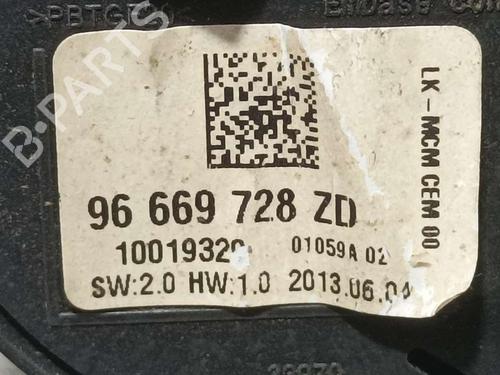 >PBTGF
B-PARTS
LK - MCM CEM 00
96 669 728 ZD
10019329 01059A 02
SW:2.0 HW:1.0 2013.06.04